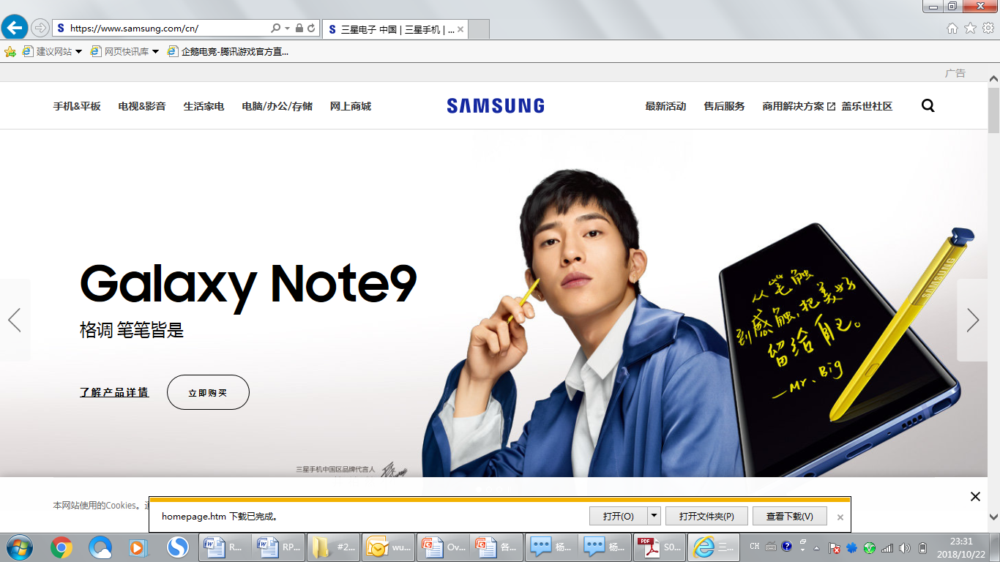 https://www.samsung.com/cn/
S 三星电子 中国 | 三星手机 | ...
建议网站
网页快讯库
企鹅电竞-腾讯游戏官方直...
广告
手机&平板
电视&影音
生活家电
电脑/办公/存储
网上商城
SAMSUNG
最新活动
售后服务
商用解决方案
盖乐世社区
Galaxy Note9
格调 笔笔皆是
了解产品详情
立即购买
从笔触
到感触,把美好
留给自己。
—Mr. Big
SAMSUNG
三星手机中国区品牌代言人
本网站使用的Cookies。
homepage.htm 下载已完成。
打开(O)
打开文件夹(P)
查看下载(V)
R...
RP...
#2...
wu...
Ov...
各...
杨...
杨...
S0...
三...
CH
23:31
2018/10/22